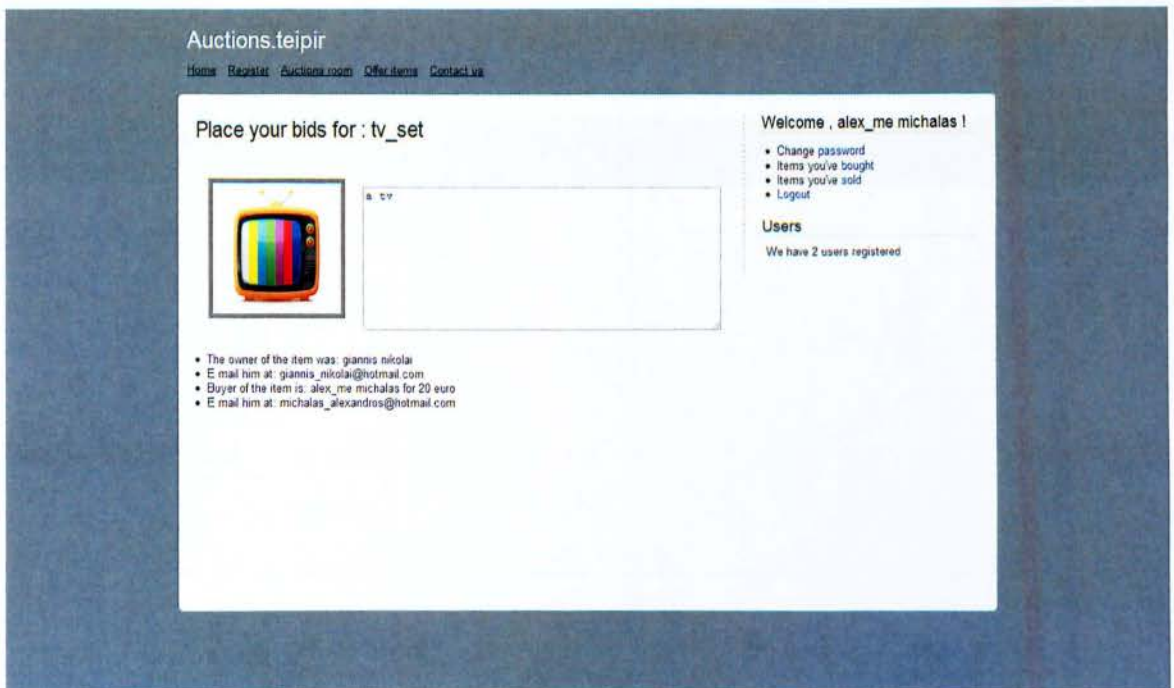 Auctions.teipir
Home Register Auctions room Offer items Contact us
Place your bids for : tv_set
a tv
The owner of the item was: giannis nikolai
E mail him at: giannis_nikolai@hotmail.com
Buyer of the item is: alex_me michalas for 20 euro
E mail him at: michalas_alexandros@hotmail.com
Welcome , alex_me michalas !
Change password
Items you've bought
Items you've sold
Logout
Users
We have 2 users registered